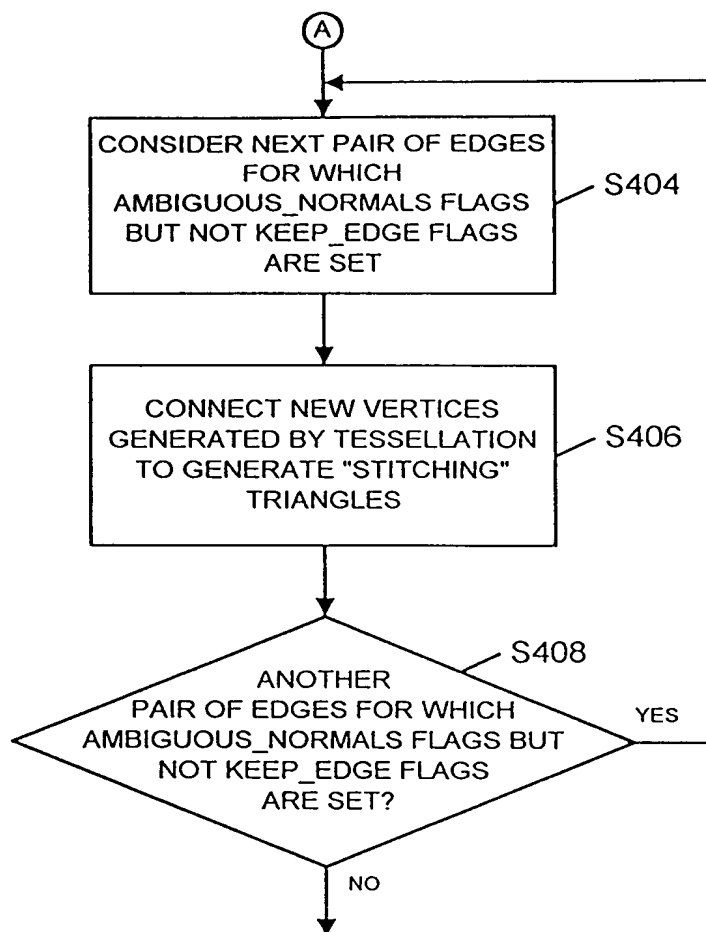 A
CONSIDER NEXT PAIR OF EDGES
FOR WHICH
AMBIGUOUS_NORMALS FLAGS
BUT NOT KEEP_EDGE FLAGS
ARE SET
S404
CONNECT NEW VERTICES
GENERATED BY TESSELLATION
TO GENERATE "STITCHING"
TRIANGLES
S406
S408
ANOTHER
PAIR OF EDGES FOR WHICH
AMBIGUOUS_NORMALS FLAGS BUT
NOT KEEP_EDGE FLAGS
ARE SET?
YES
NO